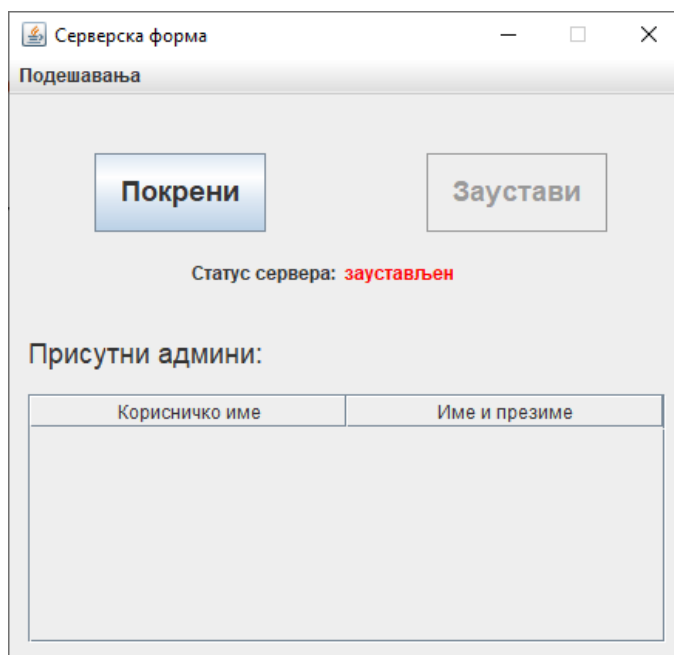 Серверска форма
Подешавања
Покрени Заустави
Статус сервера: заустављен
Присутни админи:
Корисничко име Име и презиме